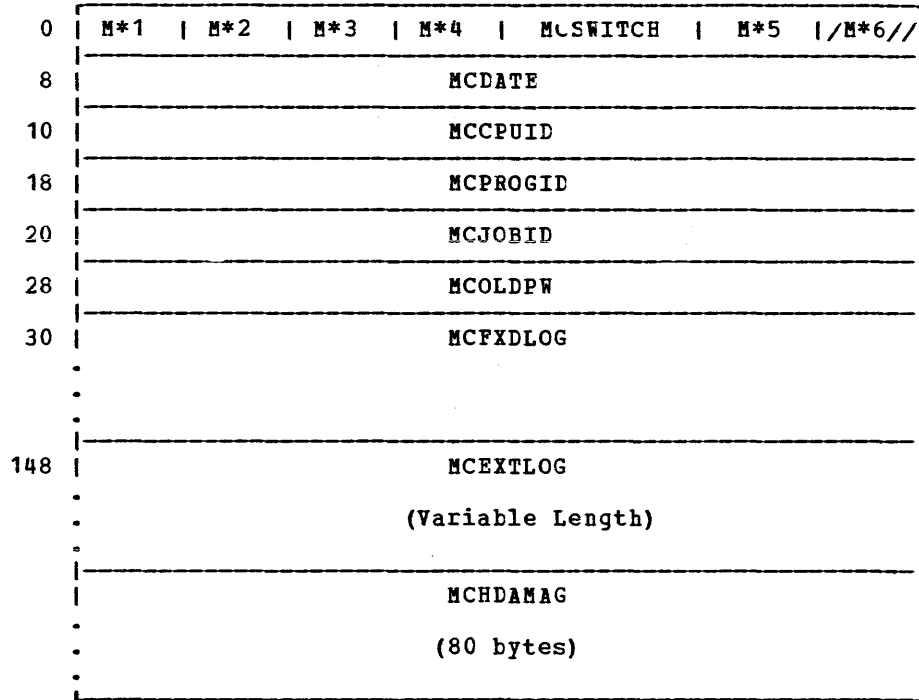 0 | M*1 | M*2 | M*3 | M*4 | MCSWITCH | M*5 |/M*6//
8 | MCDATE
10 | MCCPUID
18 | MCPROGID
20 | MCJOBID
28 | MCOLDPW
30 | MCFXDLOG
148 | MCEXTLOG
(Variable Length)
MCHDAMAG
(80 bytes)